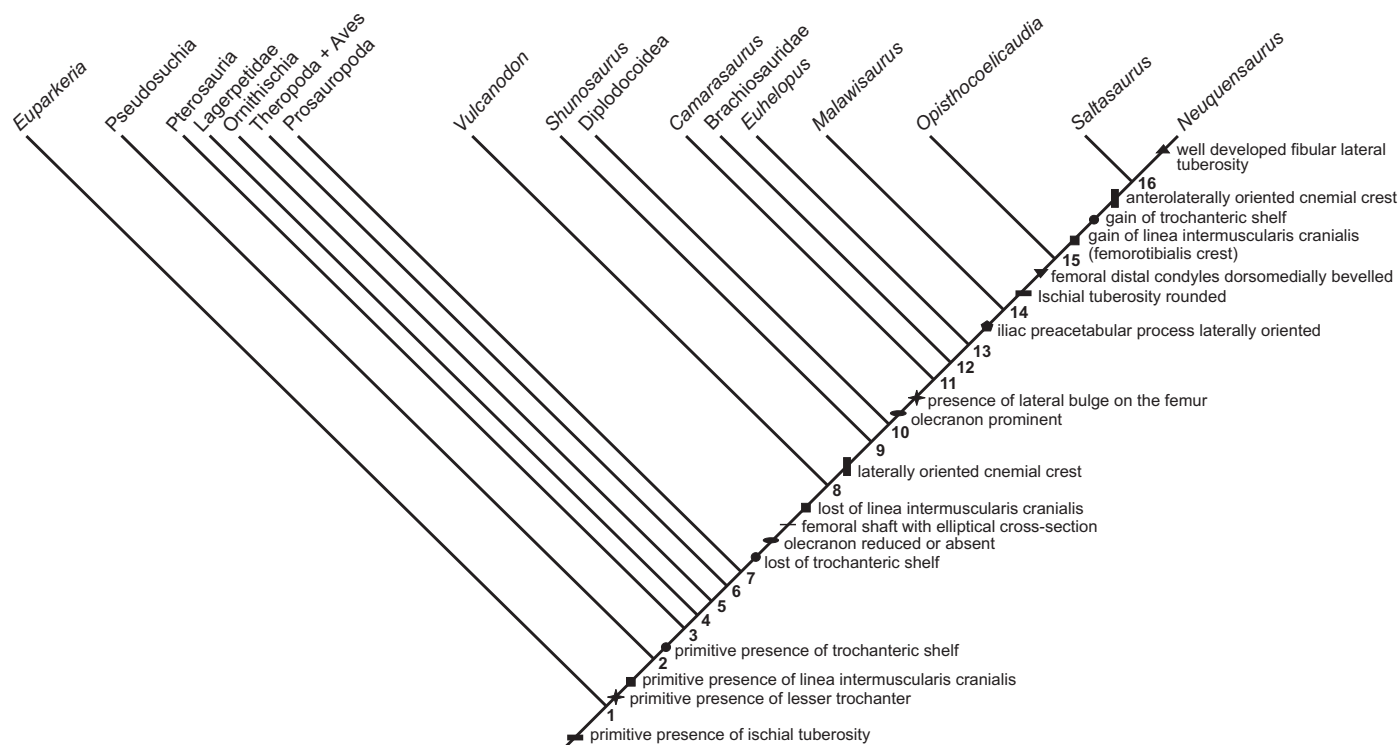 Euparkeria
Pseudosuchia
Pterosauria
Lagerpetidae
Ornithischia
Theropoda + Aves
Prosauropoda
Vulcanodon
Shunosaurus
Diplodocoidea
Camarasaurus
Brachiosauridae
Euhelopus
Malawisaurus
Opisthocoelicaudia
Saltasaurus
Neuquensaurus
well developed fibular lateral
tuberosity
16
anterolaterally oriented cnemial crest
gain of trochanteric shelf
gain of linea intermuscularis cranialis
(femorotibialis crest)
15
femoral distal condyles dorsomedially bevelled
Ischial tuberosity rounded
14
iliac preacetabular process laterally oriented
13
12
11
presence of lateral bulge on the femur
olecranon prominent
10
9
laterally oriented cnemial crest
8
lost of linea intermuscularis cranialis
femoral shaft with elliptical cross-section
olecranon reduced or absent
lost of trochanteric shelf
7
6
5
4
3
primitive presence of trochanteric shelf
2
primitive presence of linea intermuscularis cranialis
primitive presence of lesser trochanter
1
primitive presence of ischial tuberosity